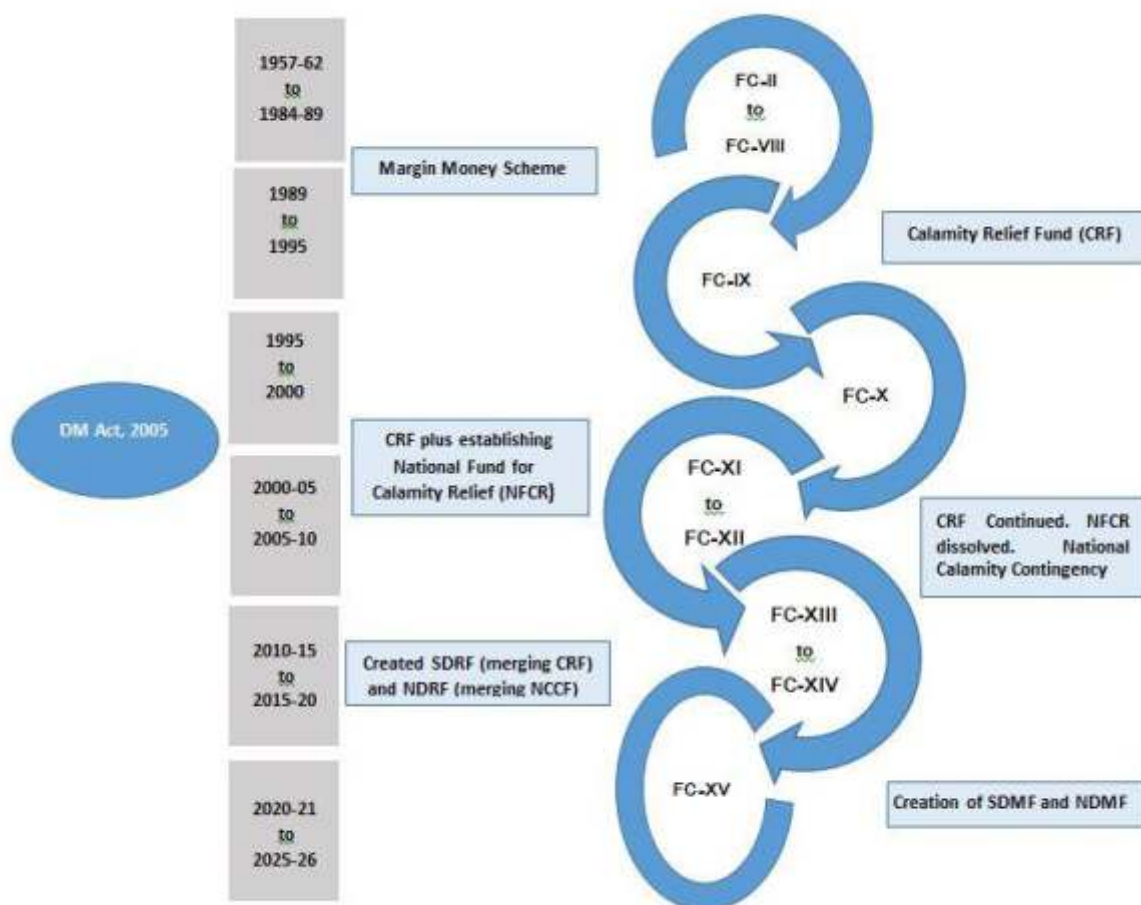 1957-62
to
1984-89
1989
to
1995
1995
to
2000
2000-05
to
2005-10
2010-15
to
2015-20
2020-21
to
2025-26
DM Act, 2005
Margin Money Scheme
CRF plus establishing
National Fund for
Calamity Relief (NFCR)
Created SDRF (merging CRF)
and NDRF (merging NCCF)
FC-II
to
FC-VIII
FC-IX
FC-X
FC-XI
to
FC-XII
FC-XIII
to
FC-XIV
FC-XV
Calamity Relief Fund (CRF)
CRF Continued. NFCR
dissolved. National
Calamity Contingency
Creation of SDMF and NDMF